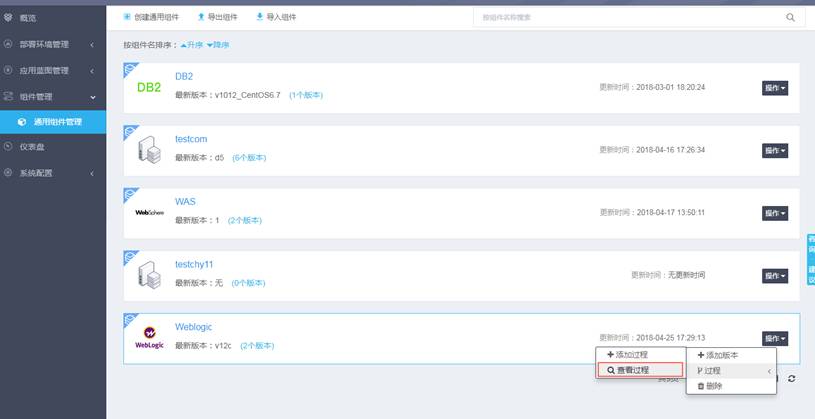 概览
部署环境管理
应用蓝图管理
组件管理
通用组件管理
仪表盘
系统配置
创建通用组件 导出组件 导入组件
按组件名称搜索
按组件名排序：升序 降序
DB2
DB2
最新版本：v1012_CentOS6.7 (1个版本)
更新时间：2018-03-01 18:20:24
操作
testcom
最新版本：d5 (6个版本)
更新时间：2018-04-16 17:26:34
操作
WebSphere
WAS
最新版本：1 (2个版本)
更新时间：2018-04-17 13:50:11
操作
testchy11
最新版本：无 (0个版本)
更新时间：无更新时间
操作
WebLogic
Weblogic
最新版本：v12c (2个版本)
更新时间：2018-04-25 17:29:13
操作
添加过程
查看过程
添加版本
过程
删除
建
议